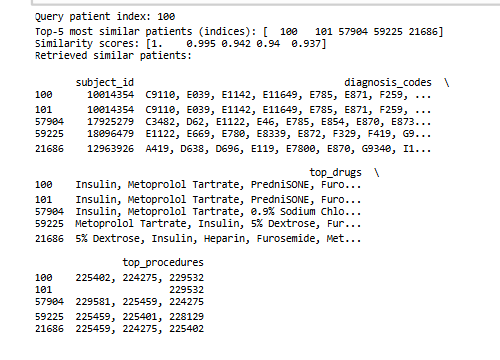 Query patient index: 100
Top-5 most similar patients (indices): [  100   101 57904 59225 21686]
Similarity scores: [1.    0.995 0.942 0.94  0.937]
Retrieved similar patients:
       subject_id                                diagnosis_codes  \
100      10014354  C9110, E039, E1142, E11649, E785, E871, F259, ...
101      10014354  C9110, E039, E1142, E11649, E785, E871, F259, ...
57904    17925279  C3482, D62, E1122, E46, E785, E854, E870, E873...
59225    18096479  E1122, E669, E780, E8339, E872, F329, F419, G9...
21686    12963926  A419, D638, D696, E119, E7800, E870, G9340, I1...
                                           top_drugs  \
100    Insulin, Metoprolol Tartrate, PredniSONE, Furo...
101    Insulin, Metoprolol Tartrate, PredniSONE, Furo...
57904  Insulin, Metoprolol Tartrate, 0.9% Sodium Chlo...
59225  Metoprolol Tartrate, Insulin, 5% Dextrose, Fur...
21686  5% Dextrose, Insulin, Heparin, Furosemide, Met...
              top_procedures
100    225402, 224275, 229532
101                    229532
57904  229581, 225459, 224275
59225  225459, 225401, 228129
21686  225459, 224275, 225402